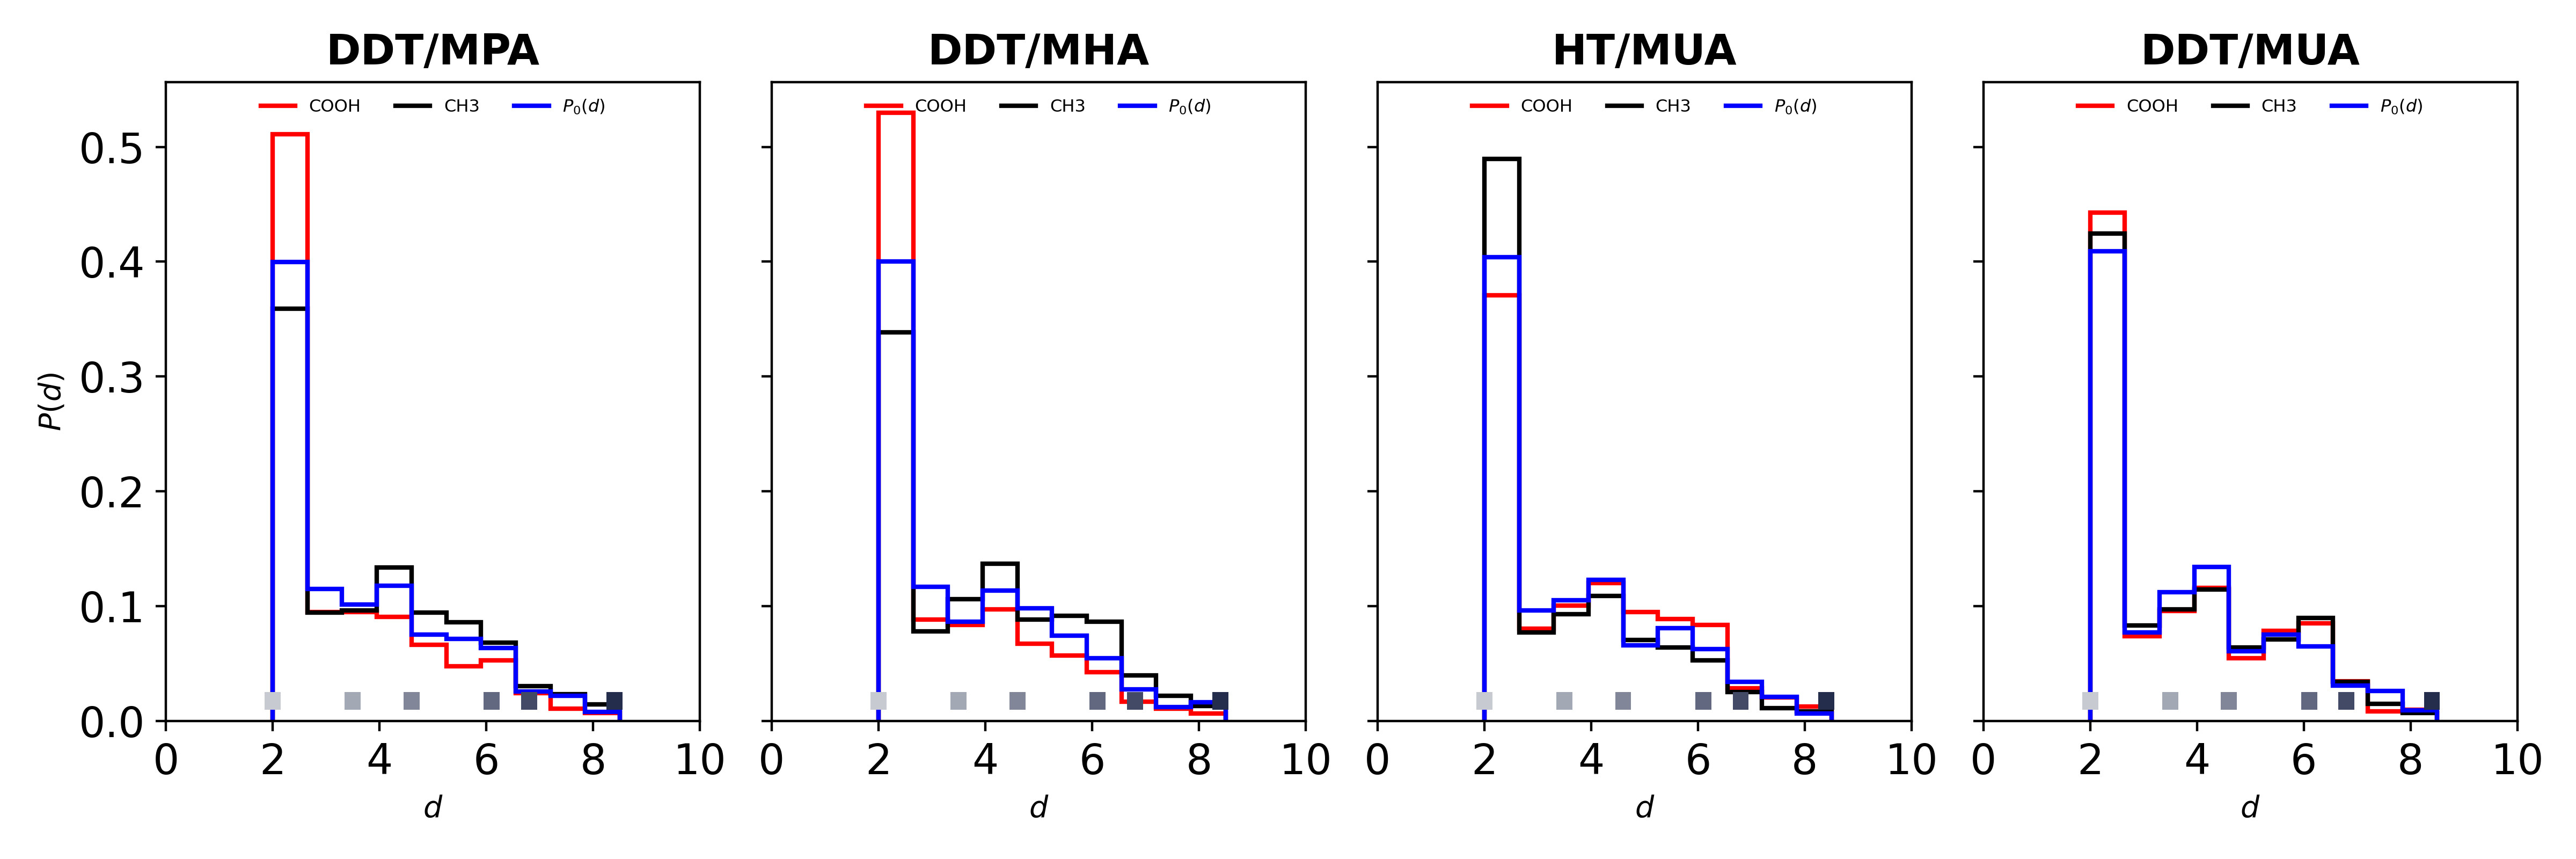 DDT/MPA DDT/MHA HT/MUA DDT/MUA
COOH CH3 P₀(d) COOH CH3 P₀(d) COOH CH3 P₀(d) COOH CH3 P₀(d)
0.5
0.4
0.3
P(d)
0.2
0.1
0.0
0 2 4 6 8 10 0 2 4 6 8 10 0 2 4 6 8 10 0 2 4 6 8 10
d d d d